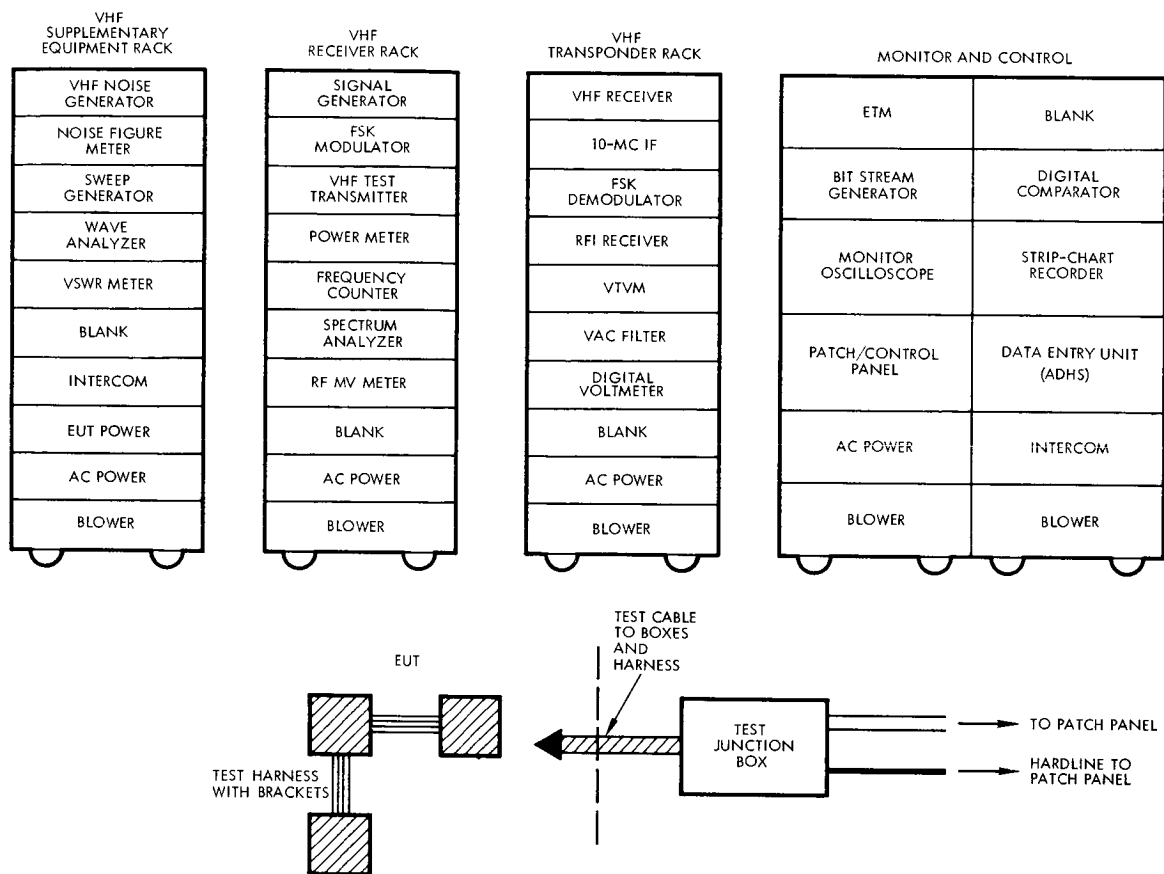 VHF
SUPPLEMENTARY
EQUIPMENT RACK
VHF NOISE
GENERATOR
NOISE FIGURE
METER
SWEEP
GENERATOR
WAVE
ANALYZER
VSWR METER
BLANK
INTERCOM
EUT POWER
AC POWER
BLOWER
VHF
RECEIVER RACK
SIGNAL
GENERATOR
FSK
MODULATOR
VHF TEST
TRANSMITTER
POWER METER
FREQUENCY
COUNTER
SPECTRUM
ANALYZER
RF MV METER
BLANK
AC POWER
BLOWER
VHF
TRANSPONDER RACK
VHF RECEIVER
10-MC IF
FSK
DEMODULATOR
RFI RECEIVER
VTVM
VAC FILTER
DIGITAL
VOLTMETER
BLANK
AC POWER
BLOWER
MONITOR AND CONTROL
ETM
BIT STREAM
GENERATOR
MONITOR
OSCILLOSCOPE
PATCH/CONTROL
PANEL
AC POWER
BLOWER
BLANK
DIGITAL
COMPARATOR
STRIP-CHART
RECORDER
DATA ENTRY UNIT
(ADHS)
INTERCOM
BLOWER
EUT
TEST HARNESS
WITH BRACKETS
TEST CABLE
TO BOXES
AND
HARNESS
TEST
JUNCTION
BOX
TO PATCH PANEL
HARDLINE TO
PATCH PANEL